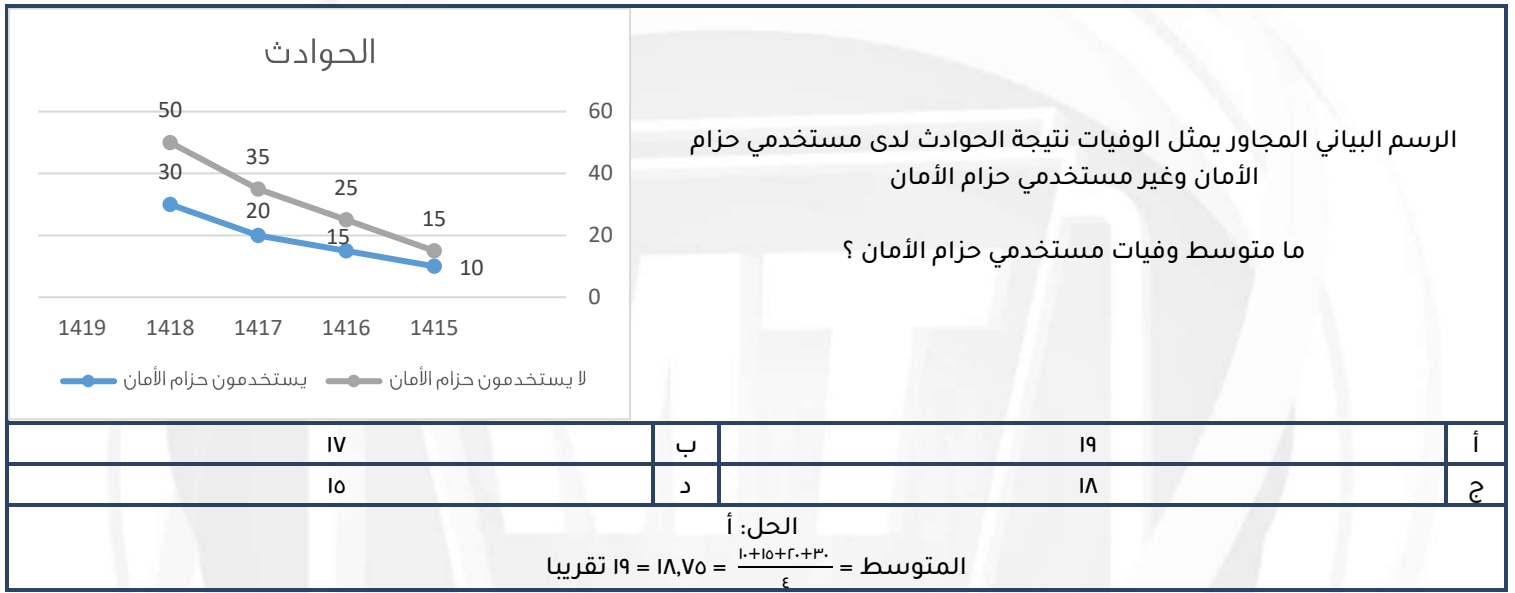 الحوادث
60
40
20
0
50
35
25
15
30
20
15
10
1419 1418 1417 1416 1415
لا يستخدمون حزام الأمان
يستخدمون حزام الأمان
الرسم البياني المجاور يمثل الوفيات نتيجة الحوادث لدى مستخدمي حزام
الأمان وغير مستخدمي حزام الأمان
ما متوسط وفيات مستخدمي حزام الأمان ؟
أ ١٩ ب ١٧
ج ١٨ د ١٥
الحل: أ
المتوسط = ٣٠+٢٠+١٥+١٠ / ٤ = ١٨,٧٥ = ١٩ تقريبا